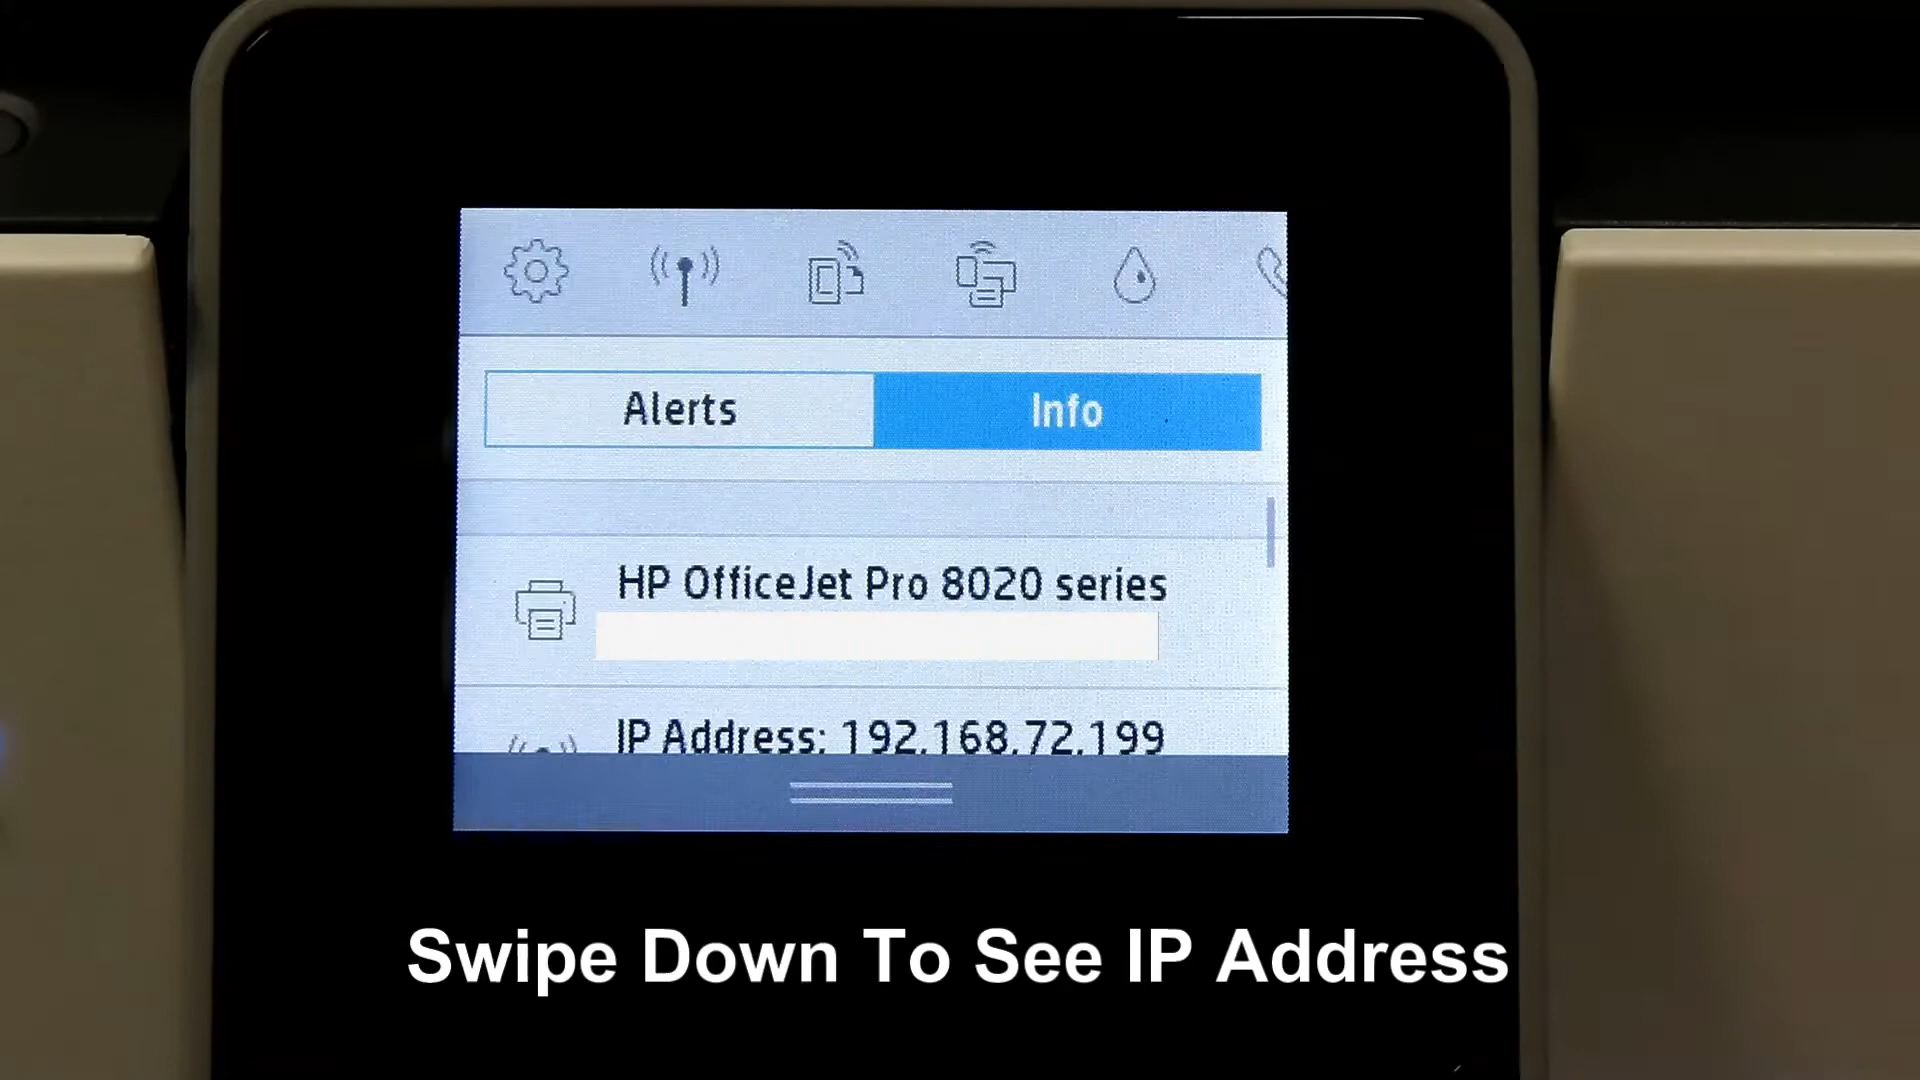 Alerts
Info
HP OfficeJet Pro 8020 series
IP Address: 192.168.72.199
Swipe Down To See IP Address